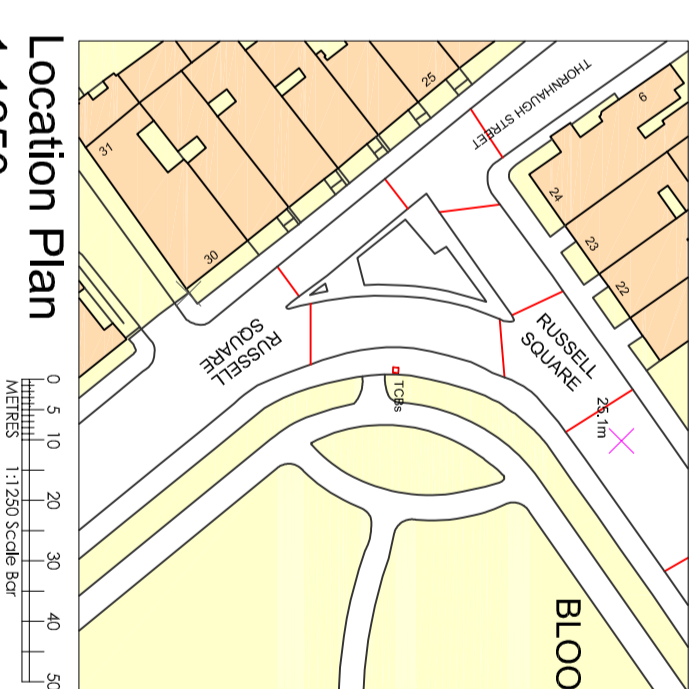 Location Plan
THORNHAUGH STREET
25
6
31
24
30
23
22
RUSSELL
SQUARE
RUSSELL
SQUARE
TCBs
25.1m
BLOO
0
5
10
20
30
40
50
METRES
1:1250 Scale Bar